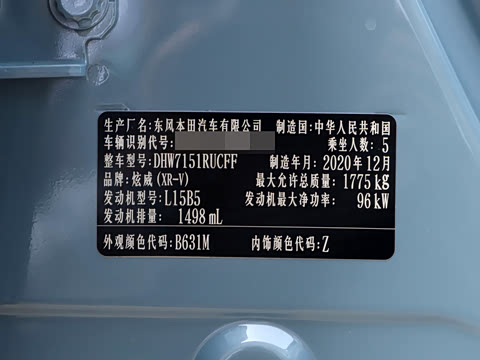 生产厂名:东风本田汽车有限公司 制造国:中华人民共和国
车辆识别代号: 乘坐人数: 5
整车型号:DHW7151RUCFF 制造年月:2020年12月
品牌:炫威(XR-V) 最大允许总质量: 1775kg
发动机型号:L15B5 发动机最大净功率: 96kW
发动机排量: 1498mL
外观颜色代码:B631M 内饰颜色代码:Z